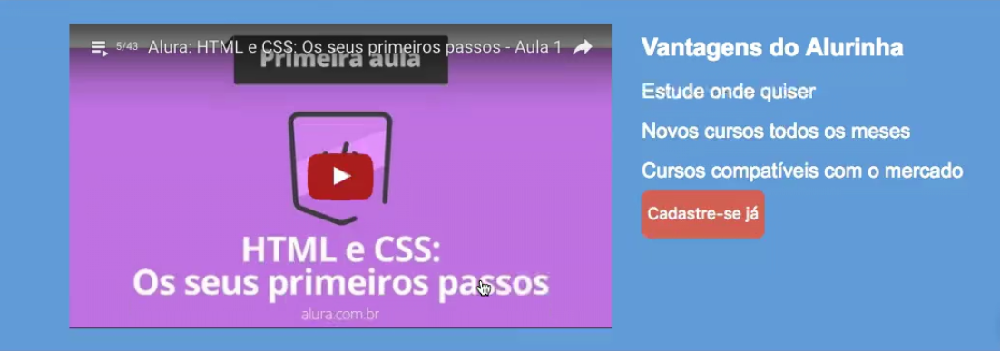 5/43 Alura: HTML e CSS: Os seus primeiros passos - Aula 1
Primeira aula
HTML e CSS:
Os seus primeiros passos
alura.com.br
Vantagens do Alurinha
Estude onde quiser
Novos cursos todos os meses
Cursos compatíveis com o mercado
Cadastre-se já